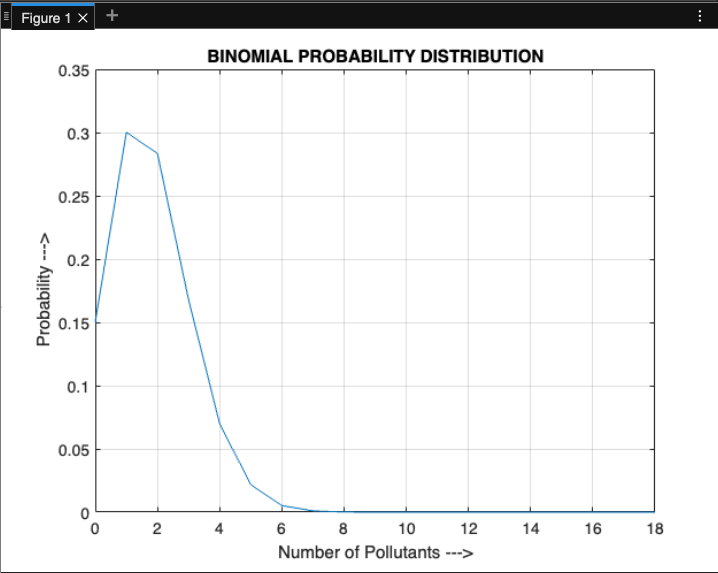 Figure 1 × +
BINOMIAL PROBABILITY DISTRIBUTION
0.35
0.3
0.25
0.2
0.15
0.1
0.05
0
Probability --->
0 2 4 6 8 10 12 14 16 18
Number of Pollutants --->